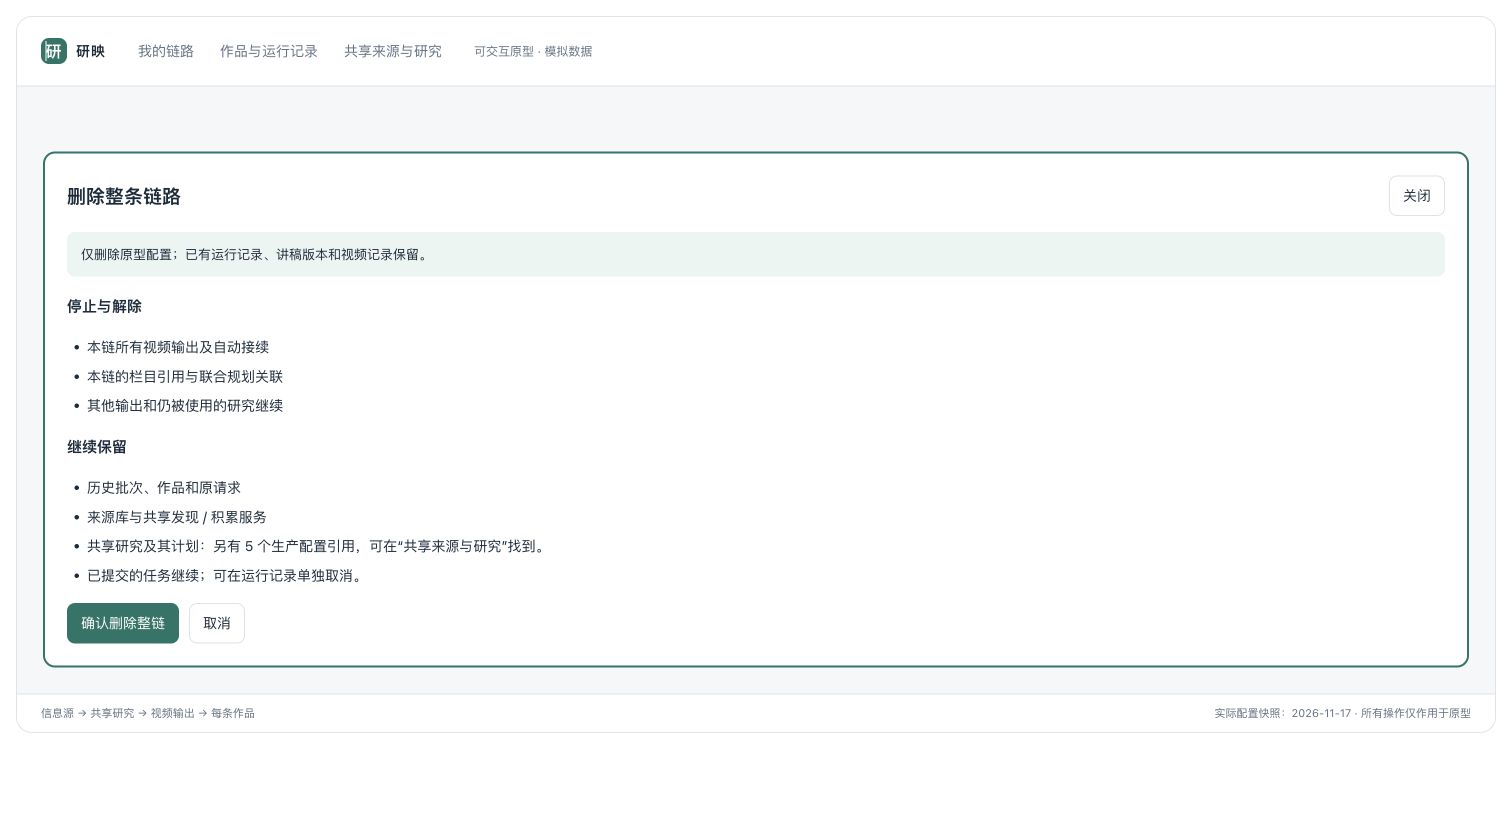 研 研映 我的链路 作品与运行记录 共享来源与研究 可交互原型 · 模拟数据
删除整条链路 关闭
仅删除原型配置；已有运行记录、讲稿版本和视频记录保留。
停止与解除
• 本链所有视频输出及自动接续
• 本链的栏目引用与联合规划关联
• 其他输出和仍被使用的研究继续
继续保留
• 历史批次、作品和原请求
• 来源库与共享发现 / 积累服务
• 共享研究及其计划：另有 5 个生产配置引用，可在“共享来源与研究”找到。
• 已提交的任务继续；可在运行记录单独取消。
确认删除整链 取消
信息源 → 共享研究 → 视频输出 → 每条作品 实际配置快照：2026-11-17 · 所有操作仅作用于原型